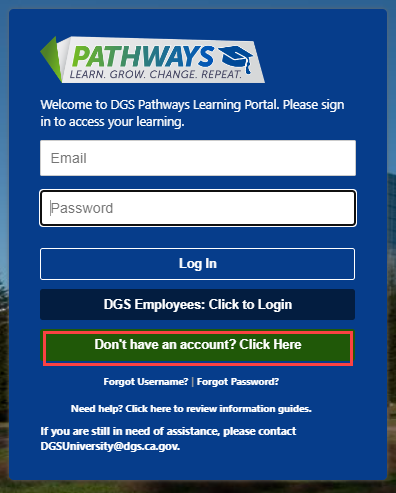 PATHWAYS
LEARN. GROW. CHANGE. REPEAT.
Welcome to DGS Pathways Learning Portal. Please sign
in to access your learning.
Email
Password
Log In
DGS Employees: Click to Login
Don't have an account? Click Here
Forgot Username? | Forgot Password?
Need help? Click here to review information guides.
If you are still in need of assistance, please contact
DGSUniversity@dgs.ca.gov.